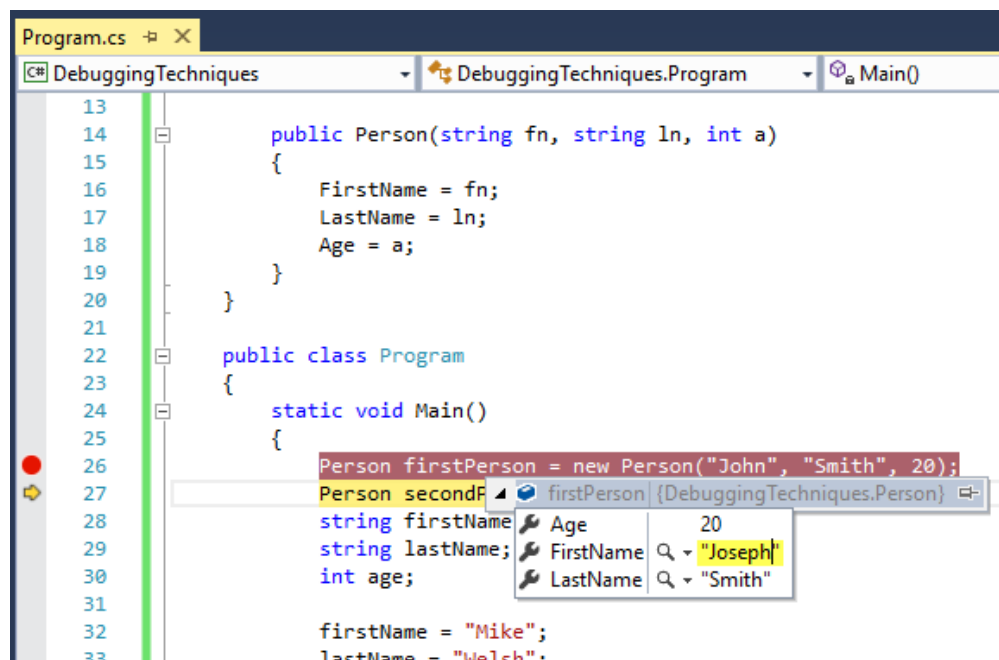 Program.cs
C# DebuggingTechniques DebuggingTechniques.Program Main()
13
14 public Person(string fn, string ln, int a)
15 {
16 FirstName = fn;
17 LastName = ln;
18 Age = a;
19 }
20 }
21
22 public class Program
23 {
24 static void Main()
25 {
26 Person firstPerson = new Person("John", "Smith", 20);
27 Person secondP firstPerson {DebuggingTechniques.Person}
28 string firstName Age 20
29 string lastName; FirstName "Joseph"
30 int age; LastName "Smith"
31
32 firstName = "Mike";
33 lastName = "Welsh";